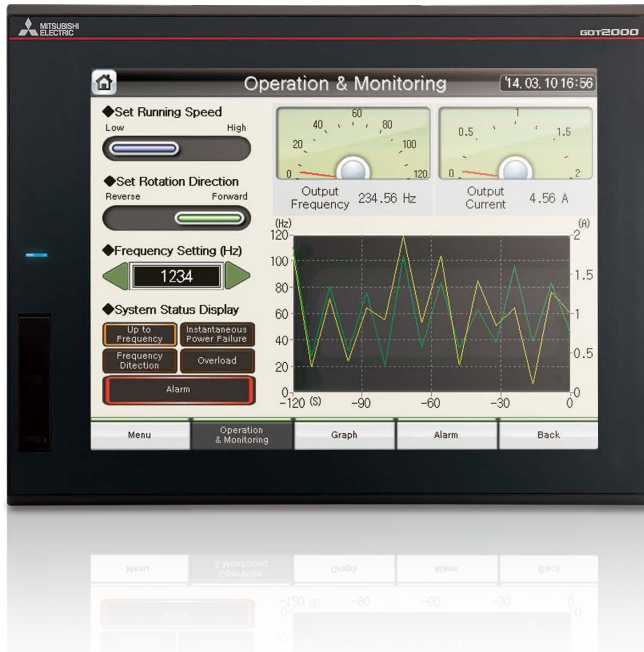 MITSUBISHI
ELECTRIC
GOT2000
Operation & Monitoring
'14. 03. 10 16:56
◆Set Running Speed
Low High
◆Set Rotation Direction
Reverse Forward
◆Frequency Setting (Hz)
1234
◆System Status Display
Up to
Frequency
Instantaneous
Power Failure
Frequency
Ditection
Overload
Alarm
0 20 40 60 80 100 120
Output
Frequency 234.56 Hz
0 0.5 1 1.5 2
Output
Current 4.56 A
(Hz) (A)
120 2
100
1.5
80
60 1
40
0.5
20
0 0
-120 (S) -90 -60 -30 0
Menu
Operation
& Monitoring
Graph
Alarm
Back